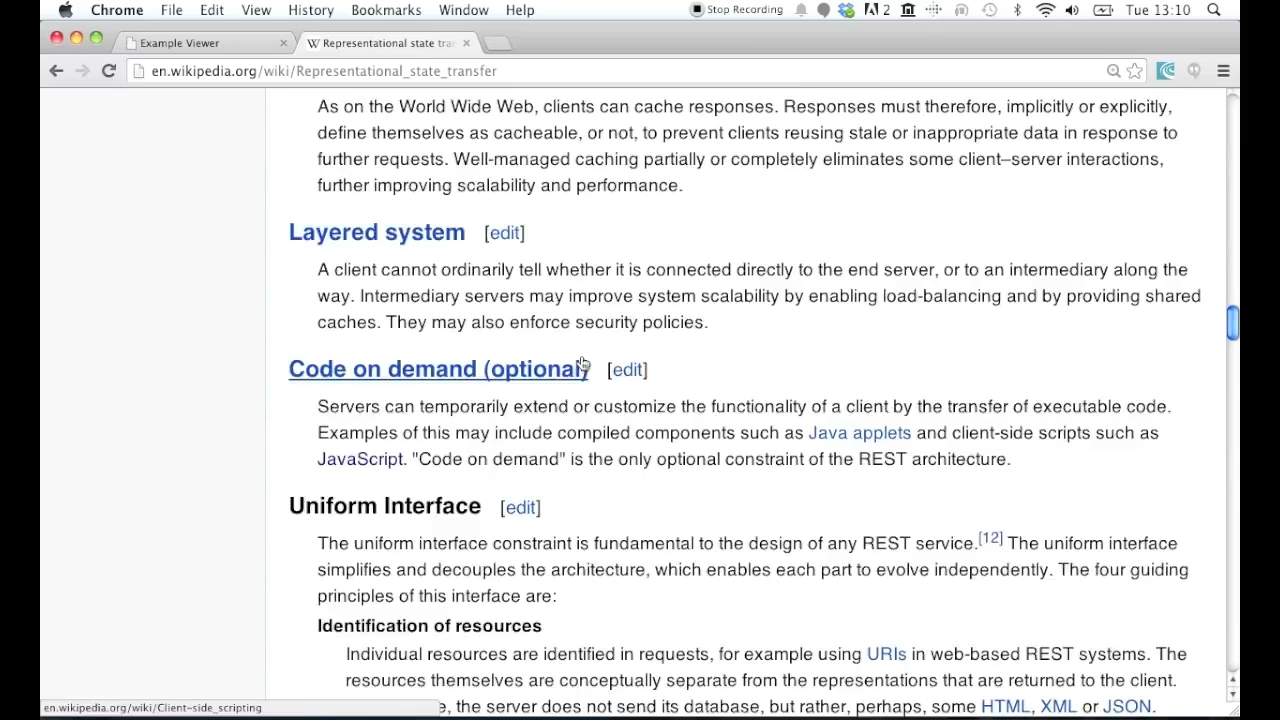 Chrome File Edit View History Bookmarks Window Help Stop Recording 2 Tue 13:10
Example Viewer Representational state tra
en.wikipedia.org/wiki/Representational_state_transfer
As on the World Wide Web, clients can cache responses. Responses must therefore, implicitly or explicitly,
define themselves as cacheable, or not, to prevent clients reusing stale or inappropriate data in response to
further requests. Well-managed caching partially or completely eliminates some client–server interactions,
further improving scalability and performance.
Layered system [edit]
A client cannot ordinarily tell whether it is connected directly to the end server, or to an intermediary along the
way. Intermediary servers may improve system scalability by enabling load-balancing and by providing shared
caches. They may also enforce security policies.
Code on demand (optional) [edit]
Servers can temporarily extend or customize the functionality of a client by the transfer of executable code.
Examples of this may include compiled components such as Java applets and client-side scripts such as
JavaScript. "Code on demand" is the only optional constraint of the REST architecture.
Uniform Interface [edit]
The uniform interface constraint is fundamental to the design of any REST service.[12] The uniform interface
simplifies and decouples the architecture, which enables each part to evolve independently. The four guiding
principles of this interface are:
Identification of resources
Individual resources are identified in requests, for example using URIs in web-based REST systems. The
resources themselves are conceptually separate from the representations that are returned to the client.
e, the server does not send its database, but rather, perhaps, some HTML, XML or JSON.
en.wikipedia.org/wiki/Client-side_scripting